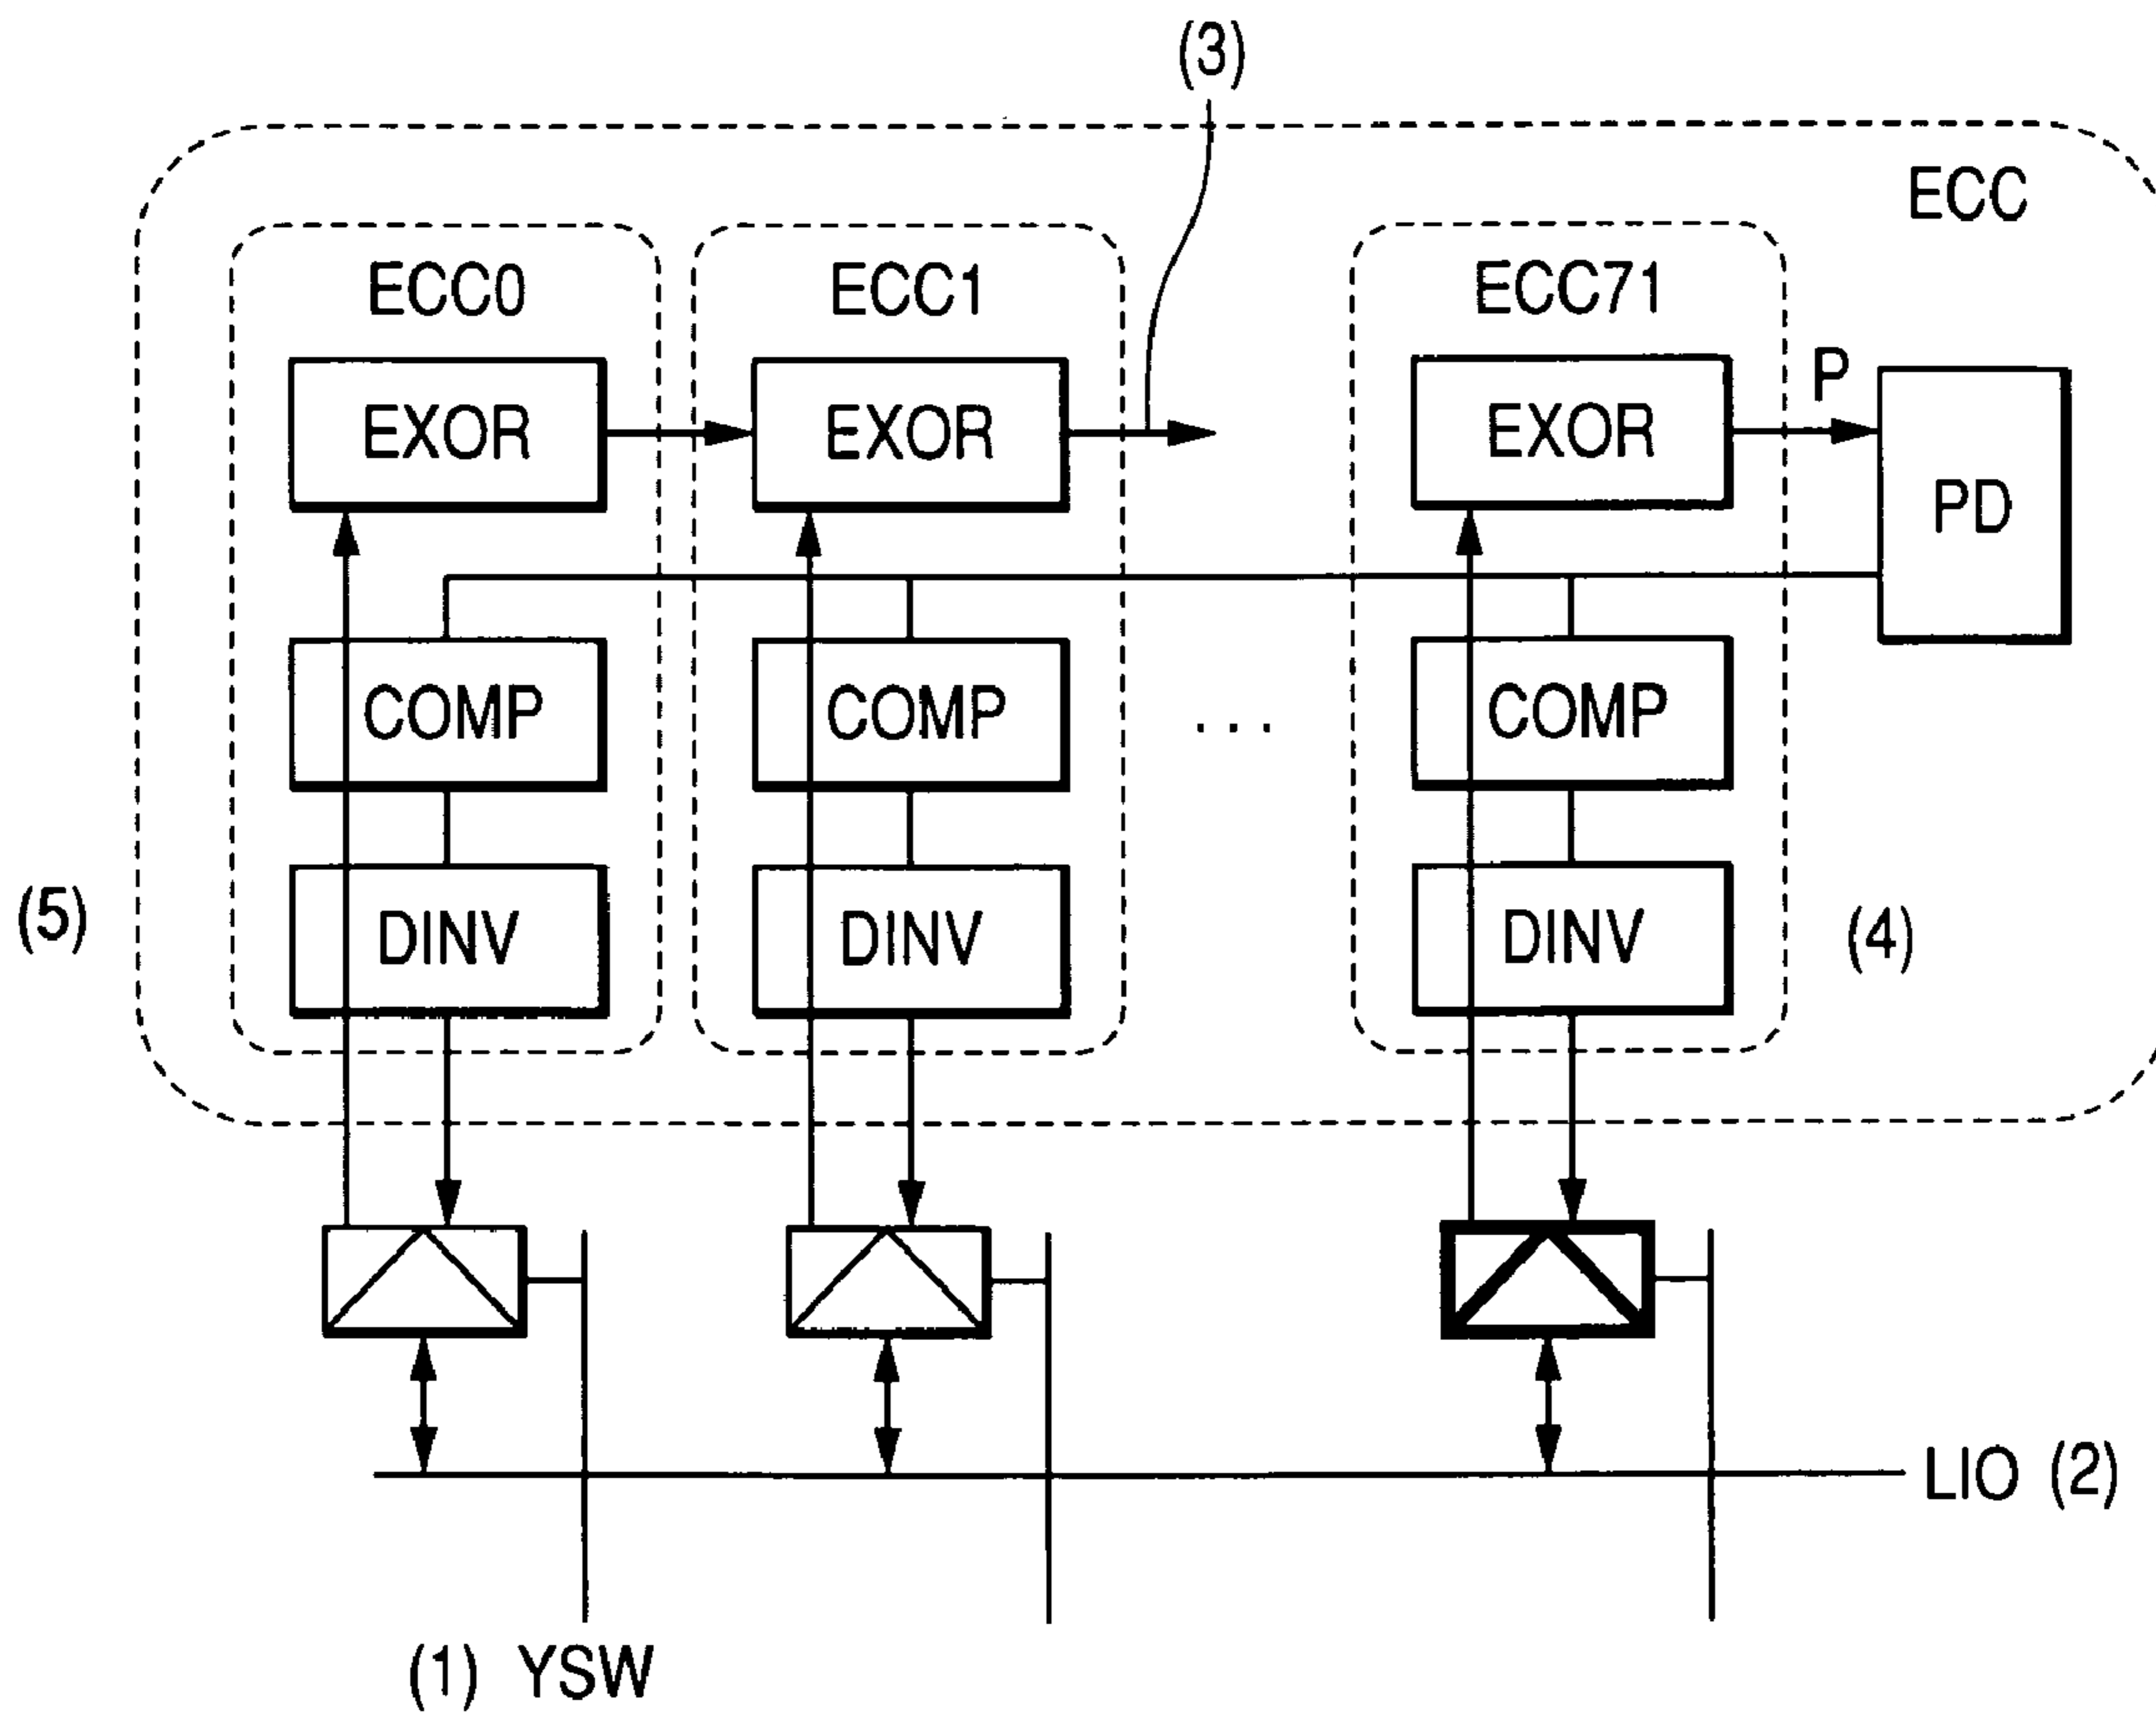 (3)
ECC
ECC0 ECC1 ECC71
EXOR EXOR EXOR P
PD
COMP COMP ... COMP
DINV DINV DINV
(5) (4)
LIO (2)
(1) YSW